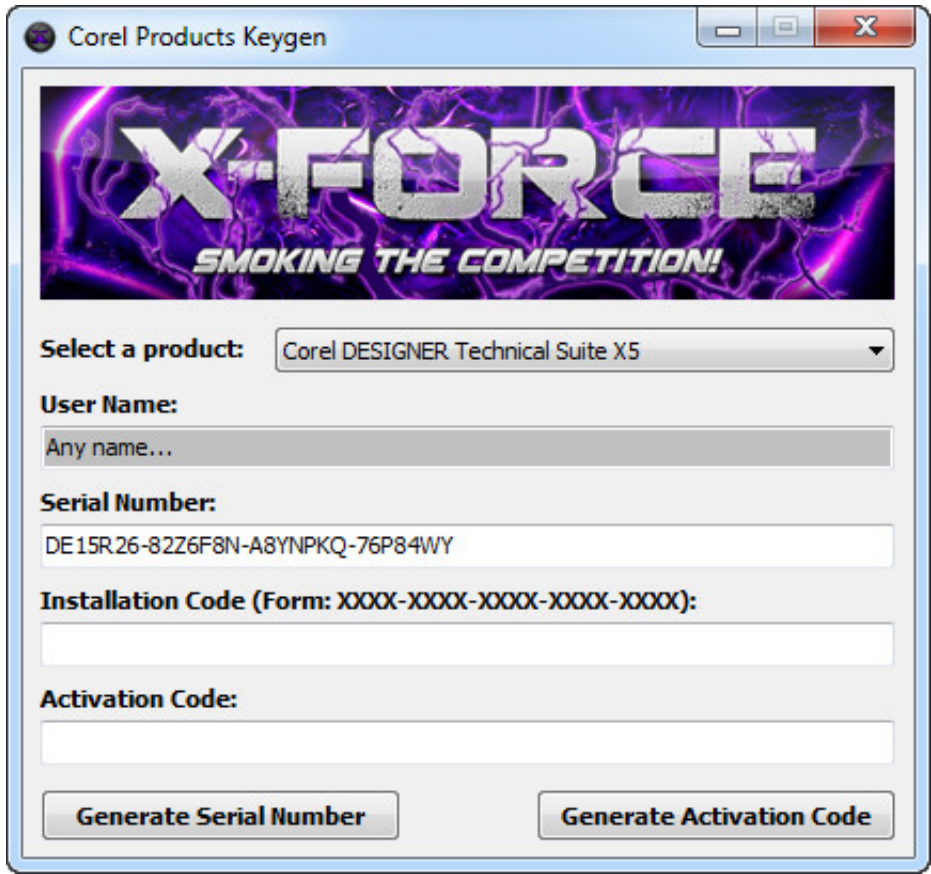 Corel Products Keygen
X-FORCE
SMOKING THE COMPETITION!
Select a product: Corel DESIGNER Technical Suite X5
User Name:
Any name...
Serial Number:
DE15R26-82Z6F8N-A8YNPKQ-76P84WY
Installation Code (Form: XXXX-XXXX-XXXX-XXXX-XXXX):
Activation Code:
Generate Serial Number Generate Activation Code